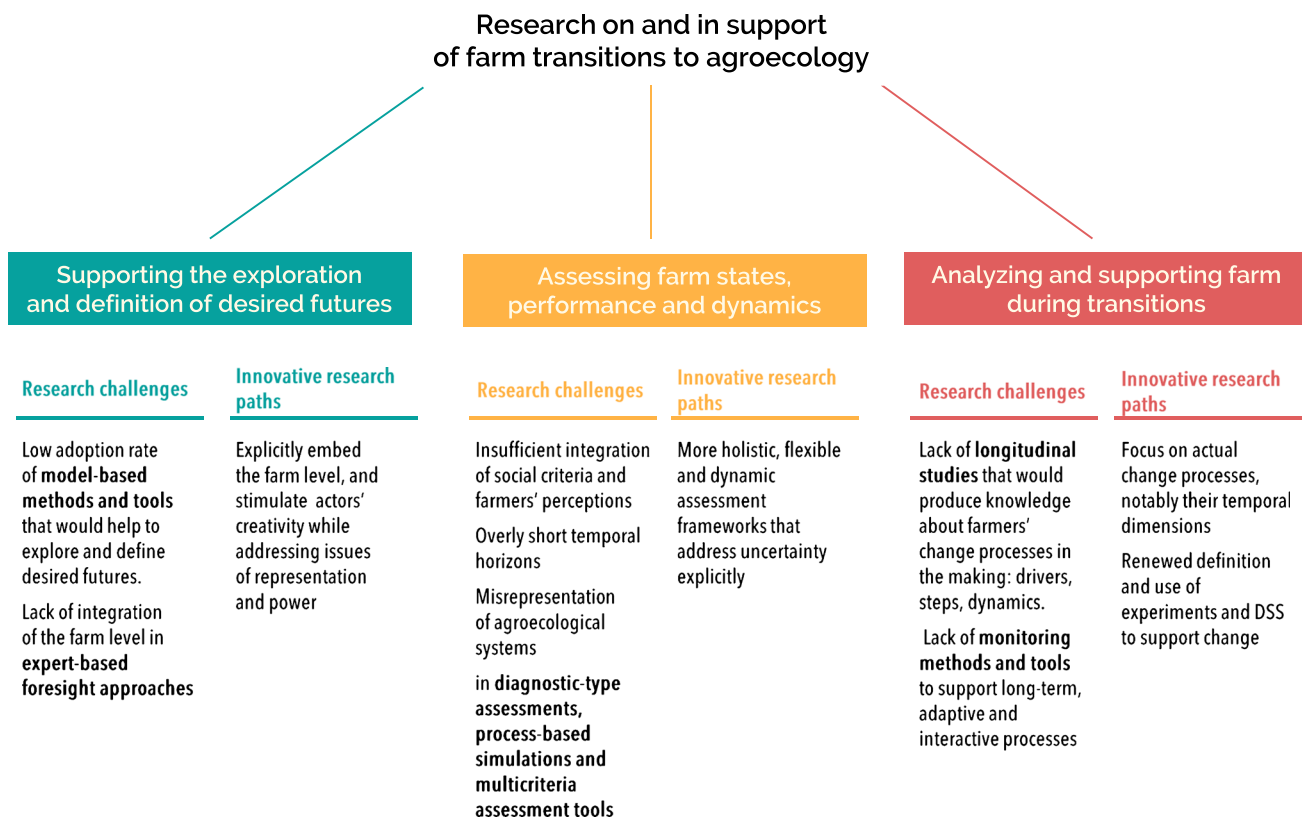 Research on and in support
of farm transitions to agroecology
Supporting the exploration
and definition of desired futures
Research challenges
Low adoption rate
of model-based
methods and tools
that would help to
explore and define
desired futures.
Lack of integration
of the farm level in
expert-based
foresight approaches
Innovative research
paths
Explicitly embed
the farm level, and
stimulate actors’
creativity while
addressing issues
of representation
and power
Assessing farm states,
performance and dynamics
Research challenges
Insufficient integration
of social criteria and
farmers’ perceptions
Overly short temporal
horizons
Misrepresentation
of agroecological
systems
in diagnostic-type
assessments,
process-based
simulations and
multicriteria
assessment tools
Innovative research
paths
More holistic, flexible
and dynamic
assessment
frameworks that
address uncertainty
explicitly
Analyzing and supporting farm
during transitions
Research challenges
Lack of longitudinal
studies that would
produce knowledge
about farmers’
change processes in
the making: drivers,
steps, dynamics.
Lack of monitoring
methods and tools
to support long-term,
adaptive and
interactive processes
Innovative research
paths
Focus on actual
change processes,
notably their temporal
dimensions
Renewed definition
and use of
experiments and DSS
to support change